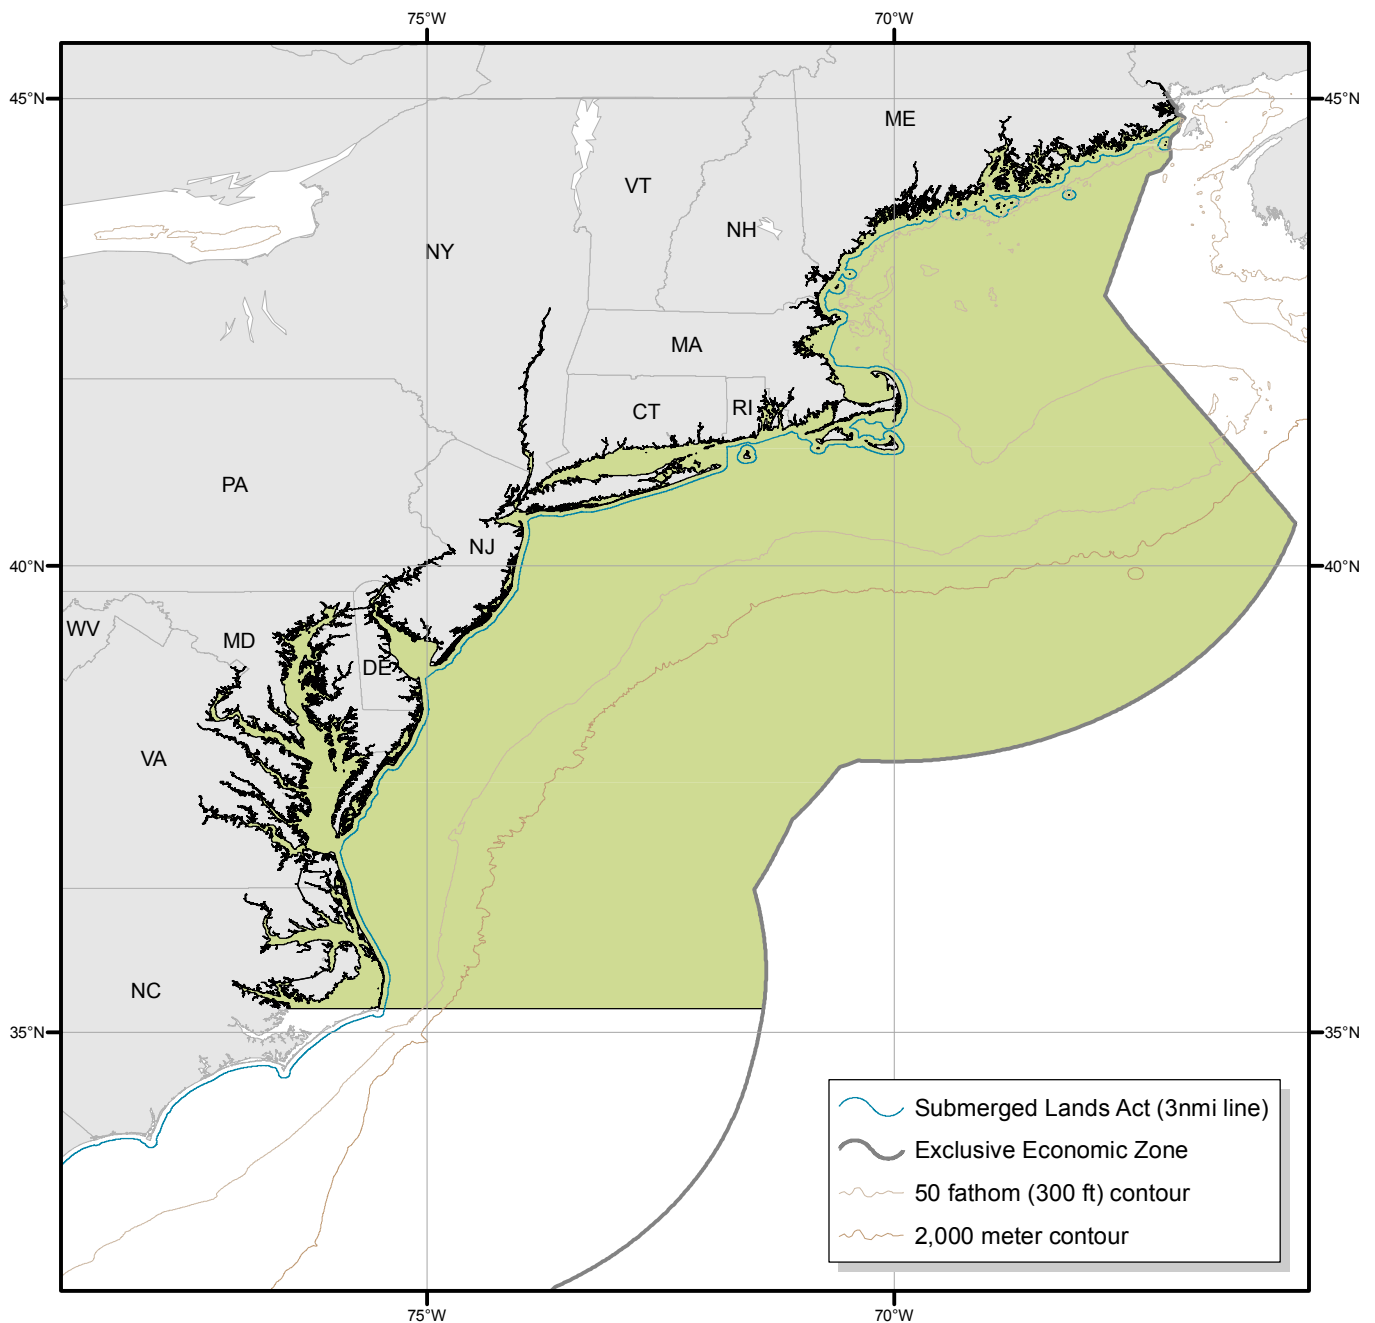 75°W 70°W
45°N 45°N
ME
VT
NH
NY
MA
CT RI
PA
NJ
40°N 40°N
WV
MD
DE
VA
NC
35°N 35°N
Submerged Lands Act (3nmi line)
Exclusive Economic Zone
50 fathom (300 ft) contour
2,000 meter contour
75°W 70°W